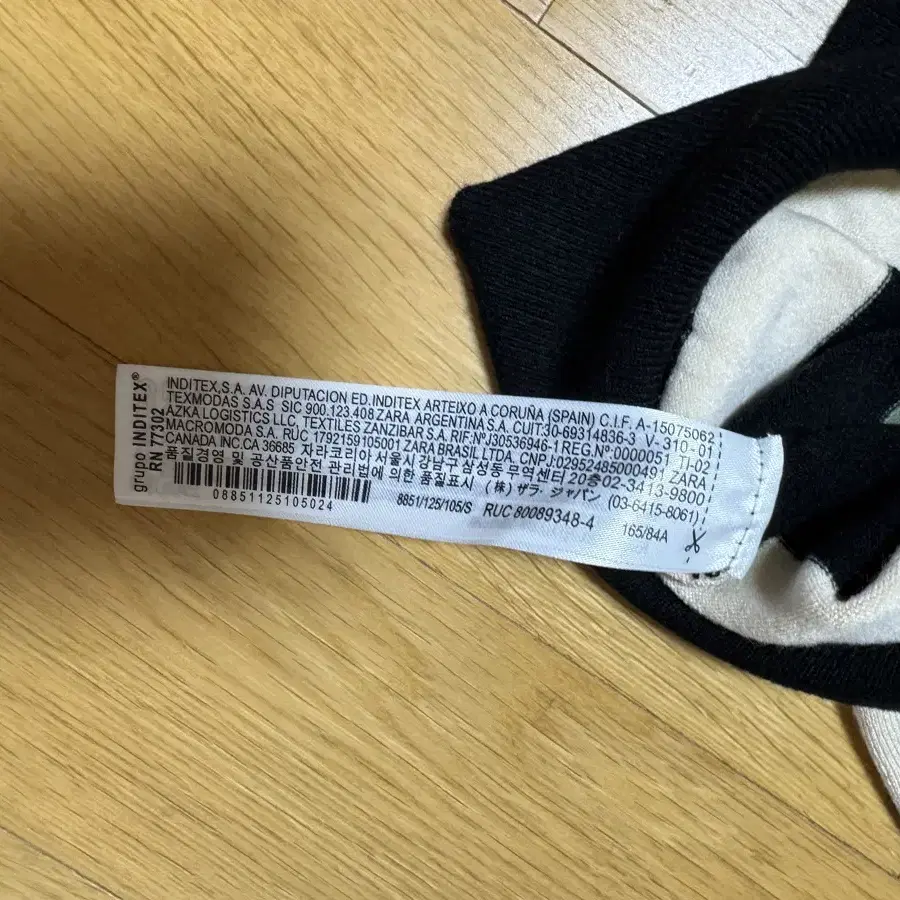 grupo INDITEX®
RN 77302
INDITEX,S.A. AV. DIPUTACION ED.INDITEX ARTEIXO A CORUÑA (SPAIN) C.I.F. A-15075062
TEXMODAS S.A.S SIC 900.123.408 ZARA ARGENTINA S.A. CUIT:30-69314836-3 V-310-01
AZKA LOGISTICS LLC, TEXTILES ZANZIBAR S.A. RIF:Nº J30536946-1 REG.Nº 0000051 TI-02
MACROMODA S.A. RUC 1792159105001 ZARA BRASIL LTDA. CNPJ:02952485000491 ZARA
CANADA INC.CA 36685 자라코리아 서울시 강남구 삼성동 무역센터 20층 02-3413-9800
품질경영 및 공산품안전 관리법에 의한 품질표시 (株) ザラ・ジャパン (03-6415-8061)
08851125105024
8851/125/105/S RUC 80089348-4 165/84A